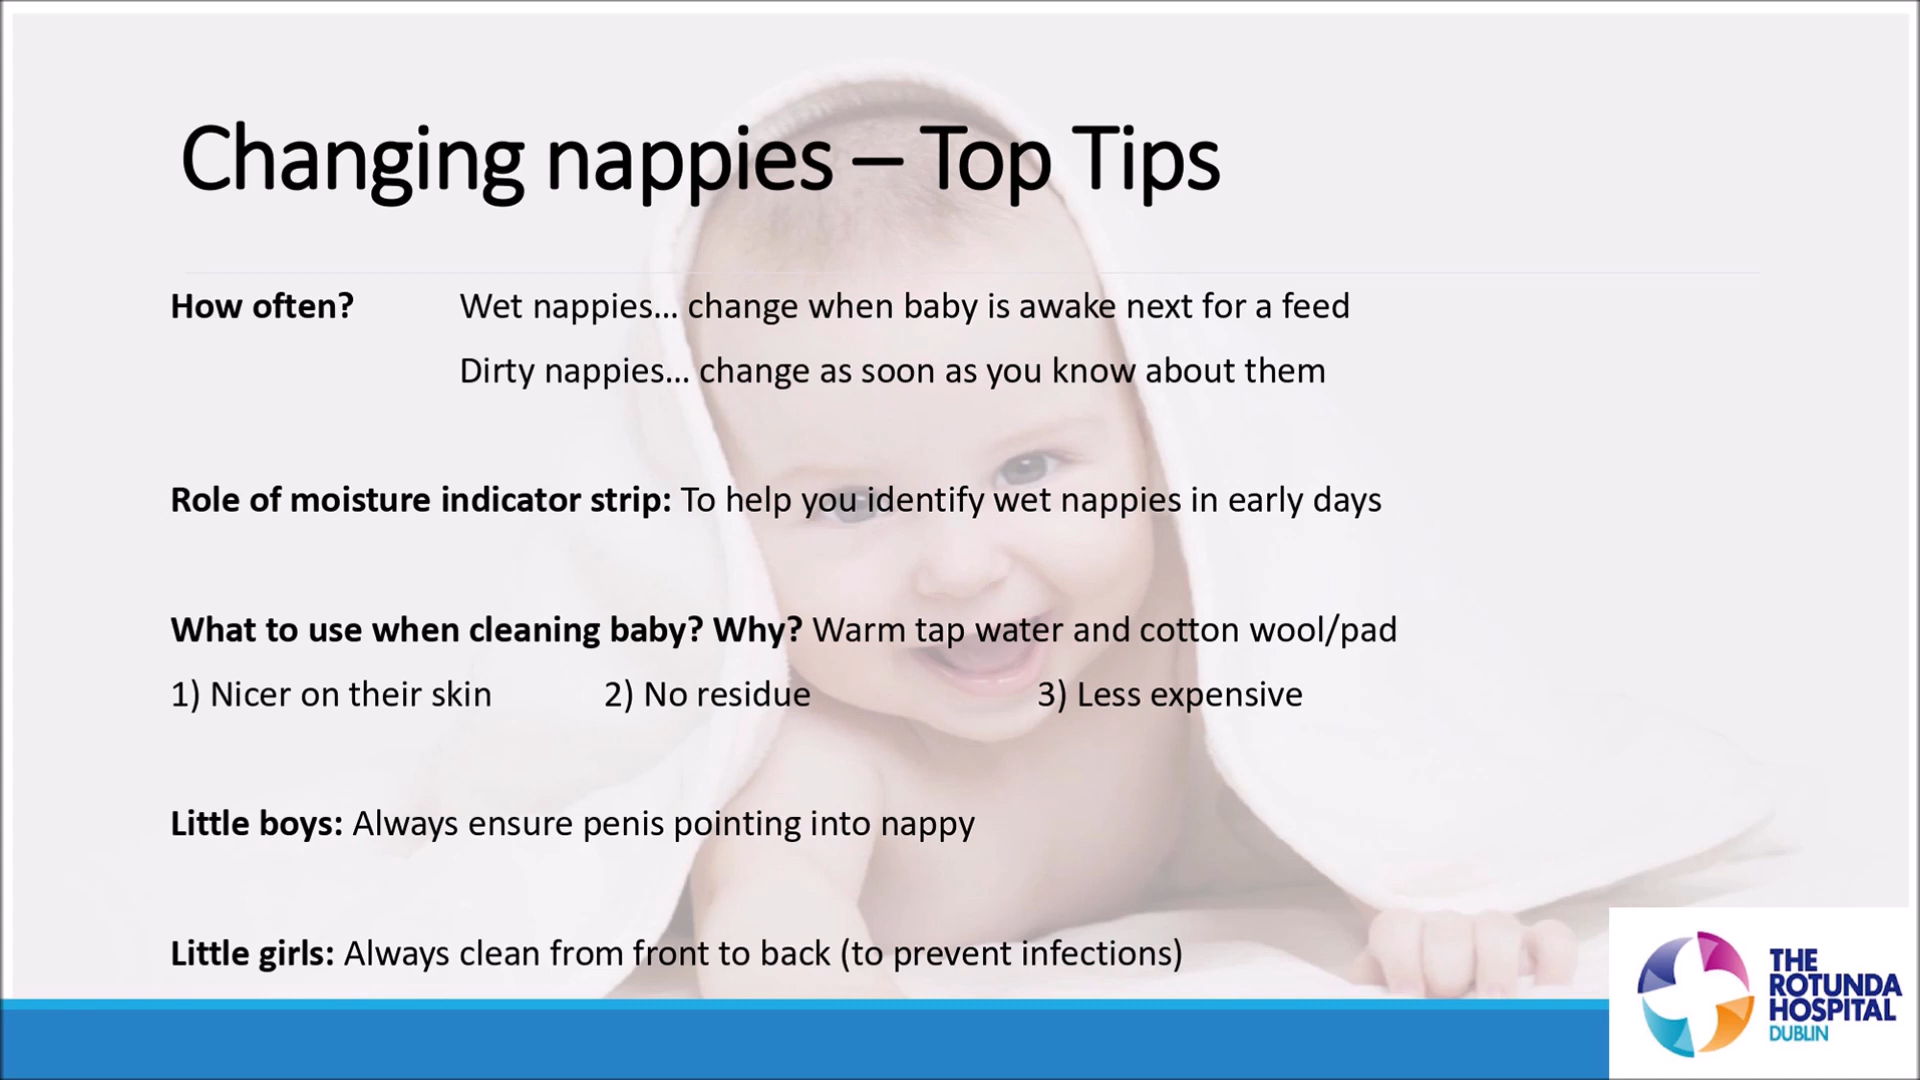 Changing nappies – Top Tips
How often? Wet nappies... change when baby is awake next for a feed
Dirty nappies... change as soon as you know about them
Role of moisture indicator strip: To help you identify wet nappies in early days
What to use when cleaning baby? Why? Warm tap water and cotton wool/pad
1) Nicer on their skin 2) No residue 3) Less expensive
Little boys: Always ensure penis pointing into nappy
Little girls: Always clean from front to back (to prevent infections)
THE
ROTUNDA
HOSPITAL
DUBLIN